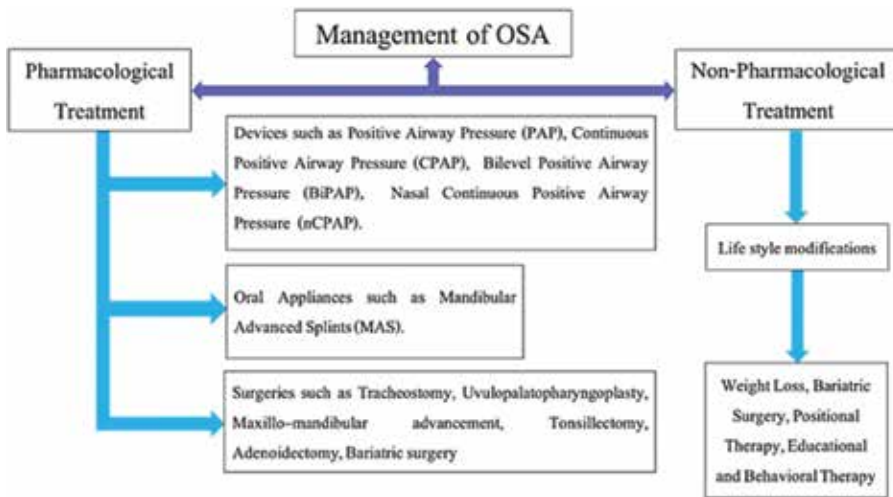 Management of OSA
Pharmacological
Treatment
Non-Pharmacological
Treatment
Devices such as Positive Airway Pressure (PAP), Continuous
Positive Airway Pressure (CPAP), Bilevel Positive Airway
Pressure (BiPAP), Nasal Continuous Positive Airway
Pressure (nCPAP).
Oral Appliances such as Mandibular
Advanced Splints (MAS).
Surgeries such as Tracheostomy, Uvulopalatopharyngoplasty,
Maxillo-mandibular advancement, Tonsillectomy,
Adenoidectomy, Bariatric surgery
Life style modifications
Weight Loss, Bariatric
Surgery, Positional
Therapy, Educational
and Behavioral Therapy